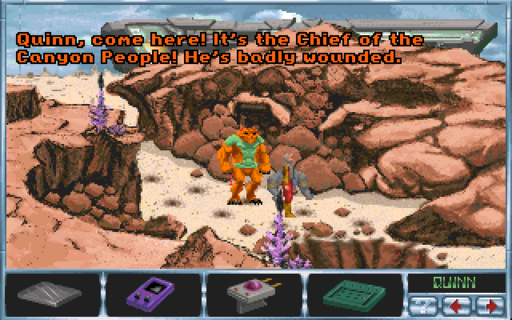 Quinn, come here! It's the Chief of the
Canyon People! He's badly wounded.
QUINN